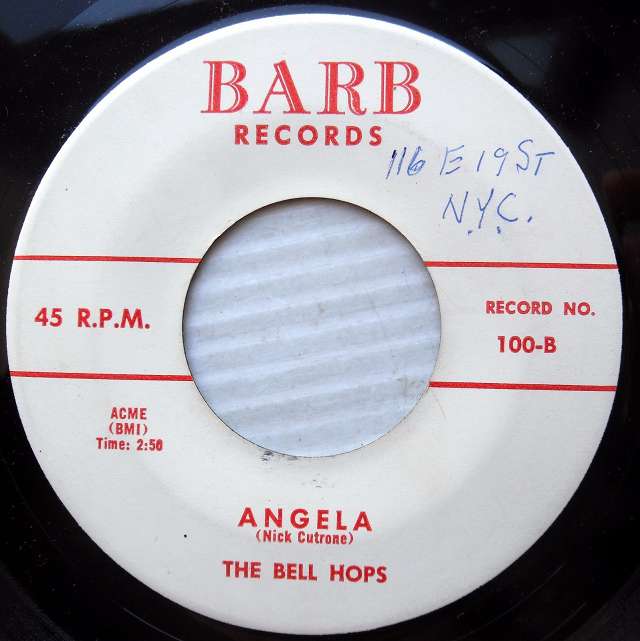 BARB
RECORDS
116 E 19 ST
N.Y.C.
45 R.P.M.
RECORD NO.
100-B
ACME
(BMI)
Time: 2:50
ANGELA
(Nick Cutrone)
THE BELL HOPS